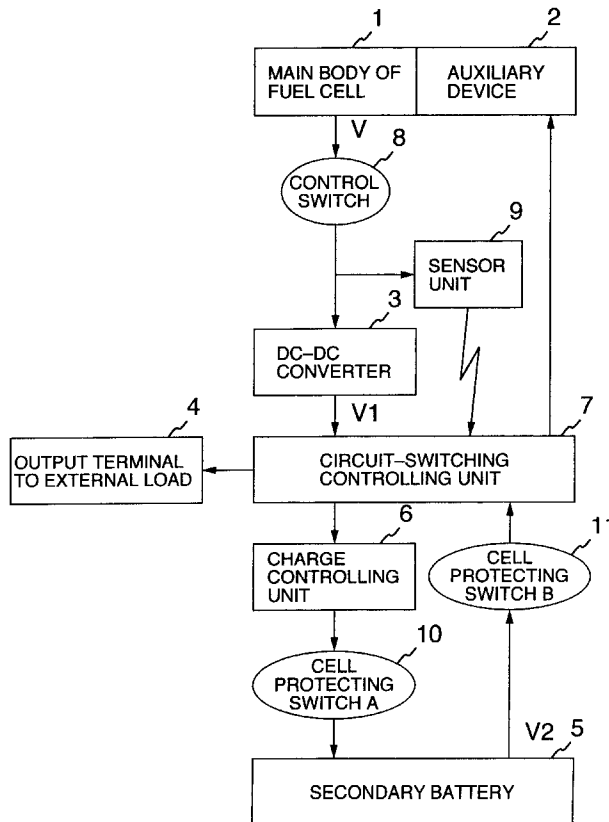 1
2
MAIN BODY OF
FUEL CELL
AUXILIARY
DEVICE
V
8
CONTROL
SWITCH
9
SENSOR
UNIT
3
DC–DC
CONVERTER
V1
4
7
OUTPUT TERMINAL
TO EXTERNAL LOAD
CIRCUIT–SWITCHING
CONTROLLING UNIT
6
CHARGE
CONTROLLING
UNIT
11
CELL
PROTECTING
SWITCH B
10
CELL
PROTECTING
SWITCH A
V2
5
SECONDARY BATTERY